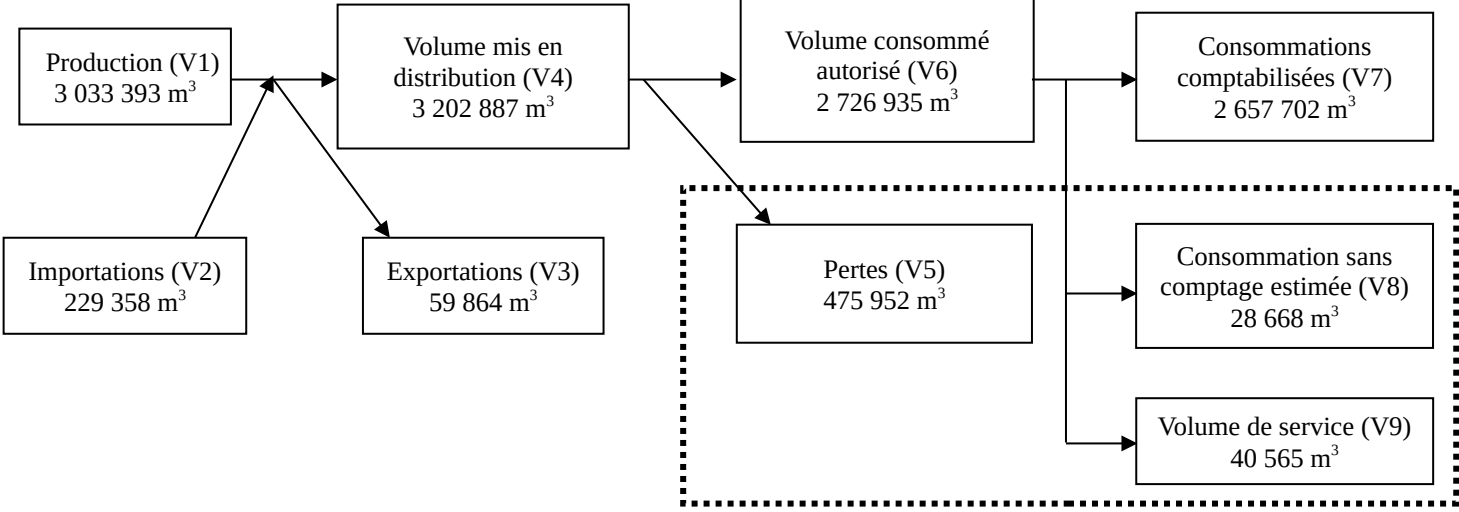 Production (V1)
3 033 393 m³
Volume mis en
distribution (V4)
3 202 887 m³
Volume consommé
autorisé (V6)
2 726 935 m³
Consommations
comptabilisées (V7)
2 657 702 m³
Importations (V2)
229 358 m³
Exportations (V3)
59 864 m³
Pertes (V5)
475 952 m³
Consommation sans
comptage estimée (V8)
28 668 m³
Volume de service (V9)
40 565 m³